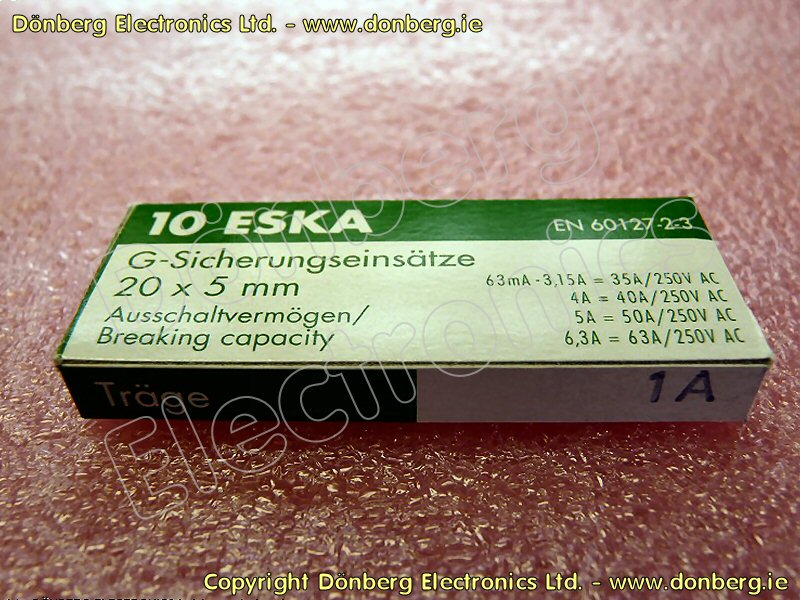 Dönberg Electronics Ltd. - www.donberg.ie
10 ESKA
EN 60127-2-3
G-Sicherungseinsätze
20 x 5 mm
Ausschaltvermögen/
Breaking capacity
63mA - 3,15A = 35A/250V AC
4A = 40A/250V AC
5A = 50A/250V AC
6,3A = 63A/250V AC
Träge
1A
Dönberg
Electronics
Copyright Dönberg Electronics Ltd. - www.donberg.ie